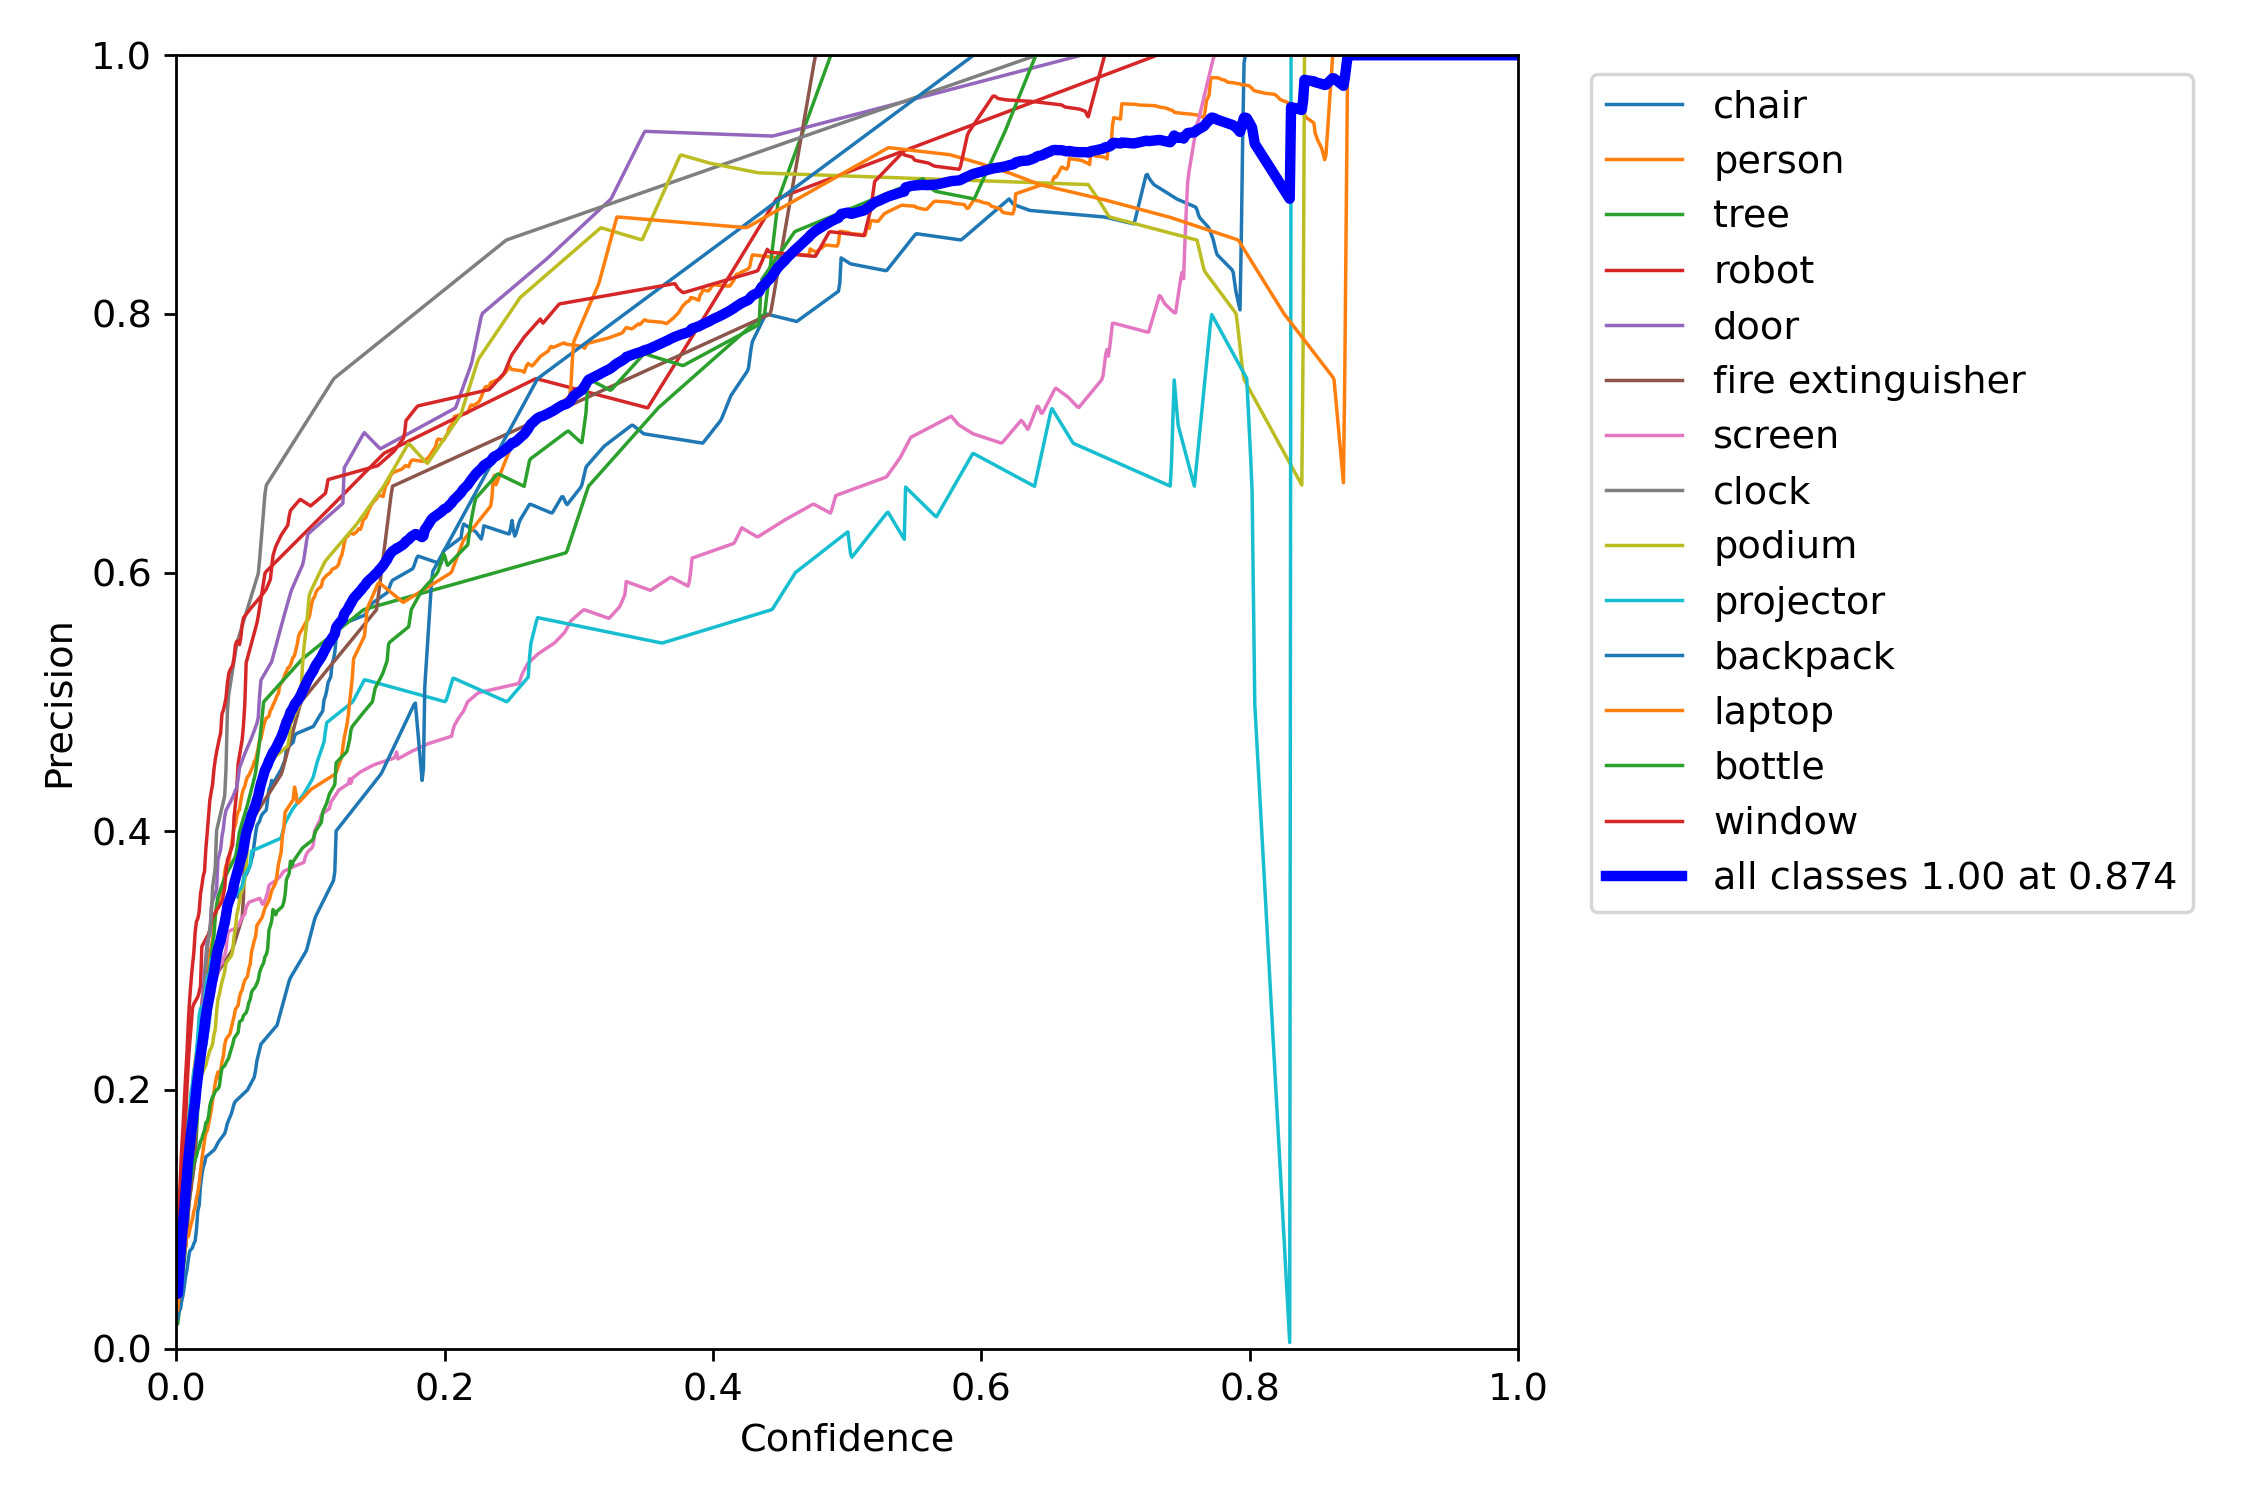 1.0
0.8
0.6
0.4
0.2
0.0
Precision
0.0 0.2 0.4 0.6 0.8 1.0
Confidence
chair
person
tree
robot
door
fire extinguisher
screen
clock
podium
projector
backpack
laptop
bottle
window
all classes 1.00 at 0.874